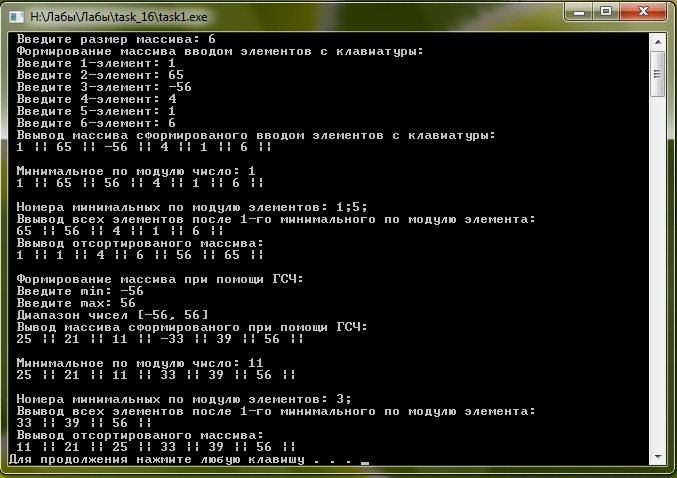 H:\Лабы\Лабы\task_16\task1.exe
Введите размер массива: 6
Формирование массива вводом элементов с клавиатуры:
Введите 1-элемент: 1
Введите 2-элемент: 65
Введите 3-элемент: -56
Введите 4-элемент: 4
Введите 5-элемент: 1
Введите 6-элемент: 6
Ввывод массива сформированого вводом элементов с клавиатуры:
1 || 65 || -56 || 4 || 1 || 6 ||
Минимальное по модулю число: 1
1 || 65 || 56 || 4 || 1 || 6 ||
Номера минимальных по модулю элементов: 1;5;
Ввывод всех элементов после 1-го минимального по модулю элемента:
65 || 56 || 4 || 1 || 6 ||
Ввывод отсортированого массива:
1 || 1 || 4 || 6 || 56 || 65 ||
Формирование массива при помощи ГСЧ:
Введите min: -56
Введите max: 56
Диапазон чисел [-56, 56]
Вывод массива сформированого при помощи ГСЧ:
25 || 21 || 11 || -33 || 39 || 56 ||
Минимальное по модулю число: 11
25 || 21 || 11 || 33 || 39 || 56 ||
Номера минимальных по модулю элементов: 3;
Ввывод всех элементов после 1-го минимального по модулю элемента:
33 || 39 || 56 ||
Ввывод отсортированого массива:
11 || 21 || 25 || 33 || 39 || 56 ||
Для продолжения нажмите любую клавишу . . .